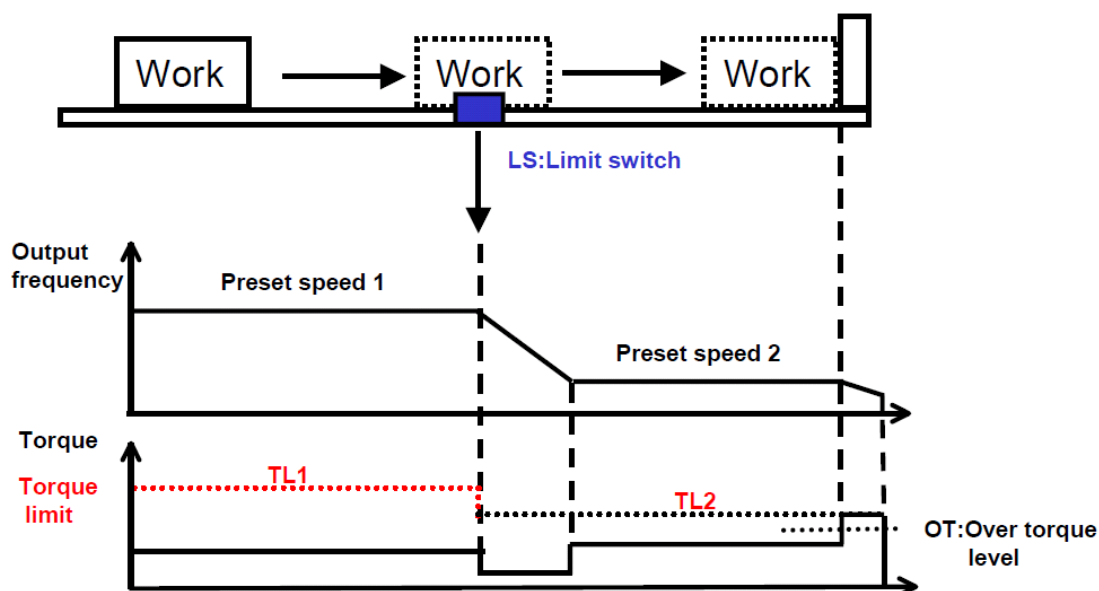 Work
Work
Work
LS:Limit switch
Output
frequency
Preset speed 1
Preset speed 2
Torque
Torque
limit
TL1
TL2
OT:Over torque
level